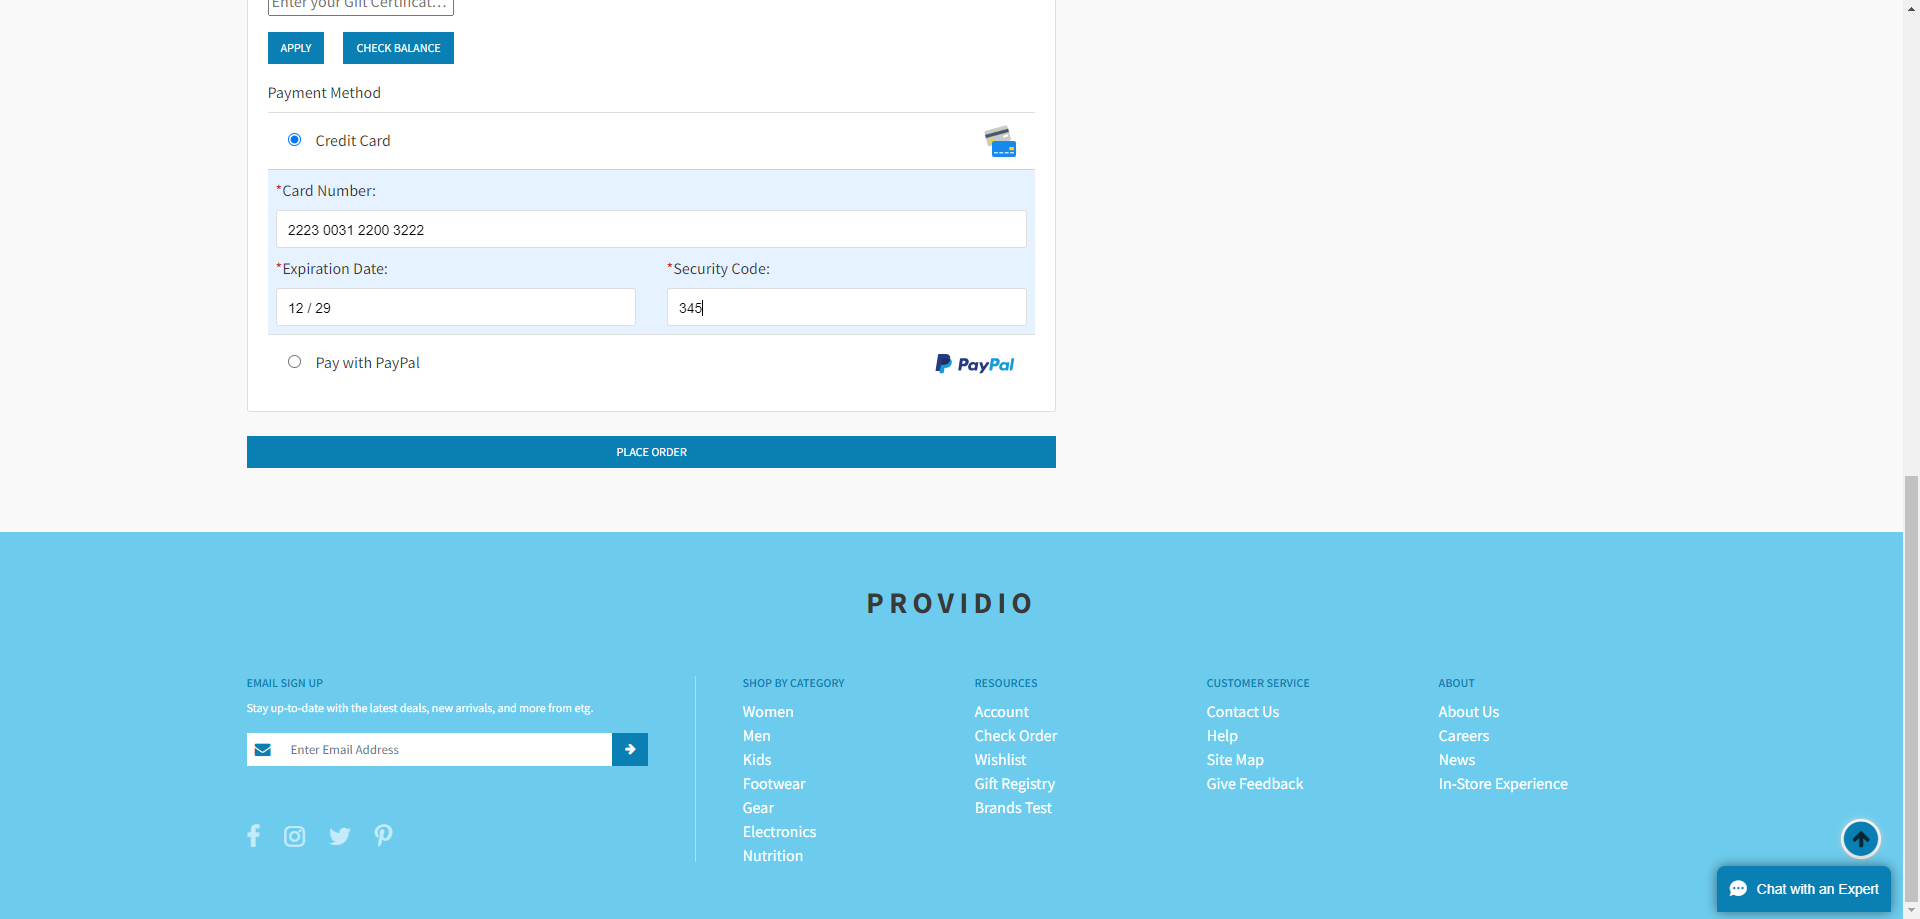 Enter your Gift Certificat...
APPLY
CHECK BALANCE
Payment Method
Credit Card
*Card Number:
2223 0031 2200 3222
*Expiration Date:
*Security Code:
12 / 29
345
Pay with PayPal
PayPal
PLACE ORDER
PROVIDIO
EMAIL SIGN UP
Stay up-to-date with the latest deals, new arrivals, and more from etg.
Enter Email Address
SHOP BY CATEGORY
Women
Men
Kids
Footwear
Gear
Electronics
Nutrition
RESOURCES
Account
Check Order
Wishlist
Gift Registry
Brands Test
CUSTOMER SERVICE
Contact Us
Help
Site Map
Give Feedback
ABOUT
About Us
Careers
News
In-Store Experience
Chat with an Expert